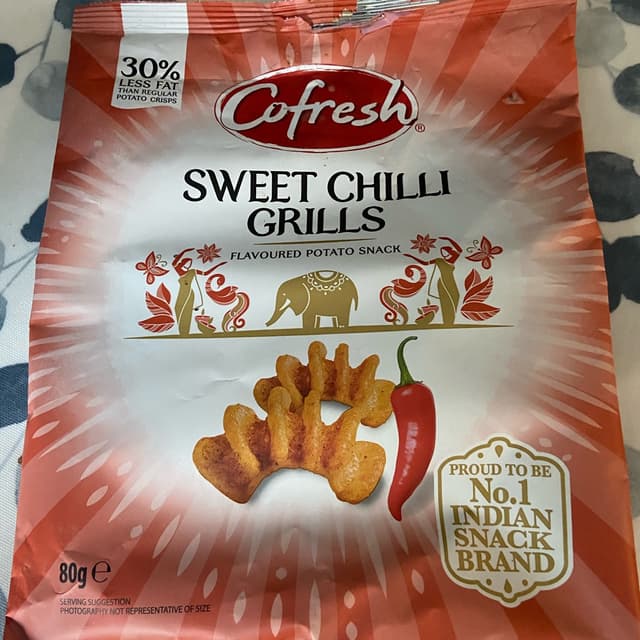 30%
LESS FAT
THAN REGULAR
POTATO CRISPS
Cofresh®
SWEET CHILLI
GRILLS
FLAVOURED POTATO SNACK
PROUD TO BE
No.1
INDIAN
SNACK
BRAND
80g e
SERVING SUGGESTION
PHOTOGRAPHY NOT REPRESENTATIVE OF SIZE